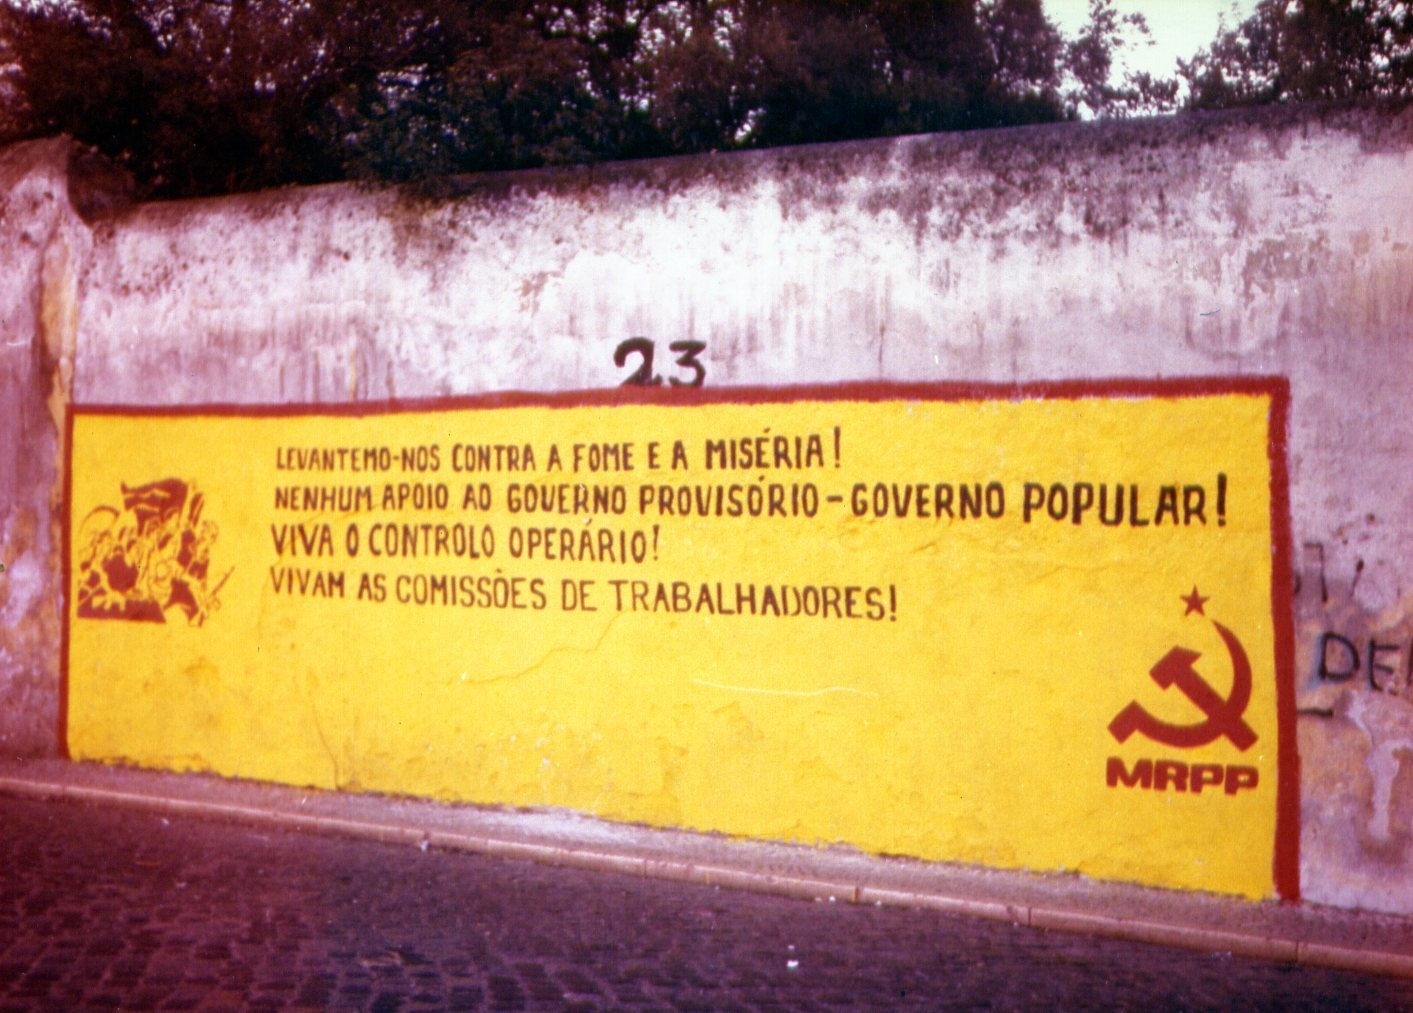 23
LEVANTEMO-NOS CONTRA A FOME E A MISÉRIA!
NENHUM APOIO AO GOVERNO PROVISÓRIO - GOVERNO POPULAR!
VIVA O CONTROLO OPERÁRIO!
VIVAM AS COMISSÕES DE TRABALHADORES!
MRPP